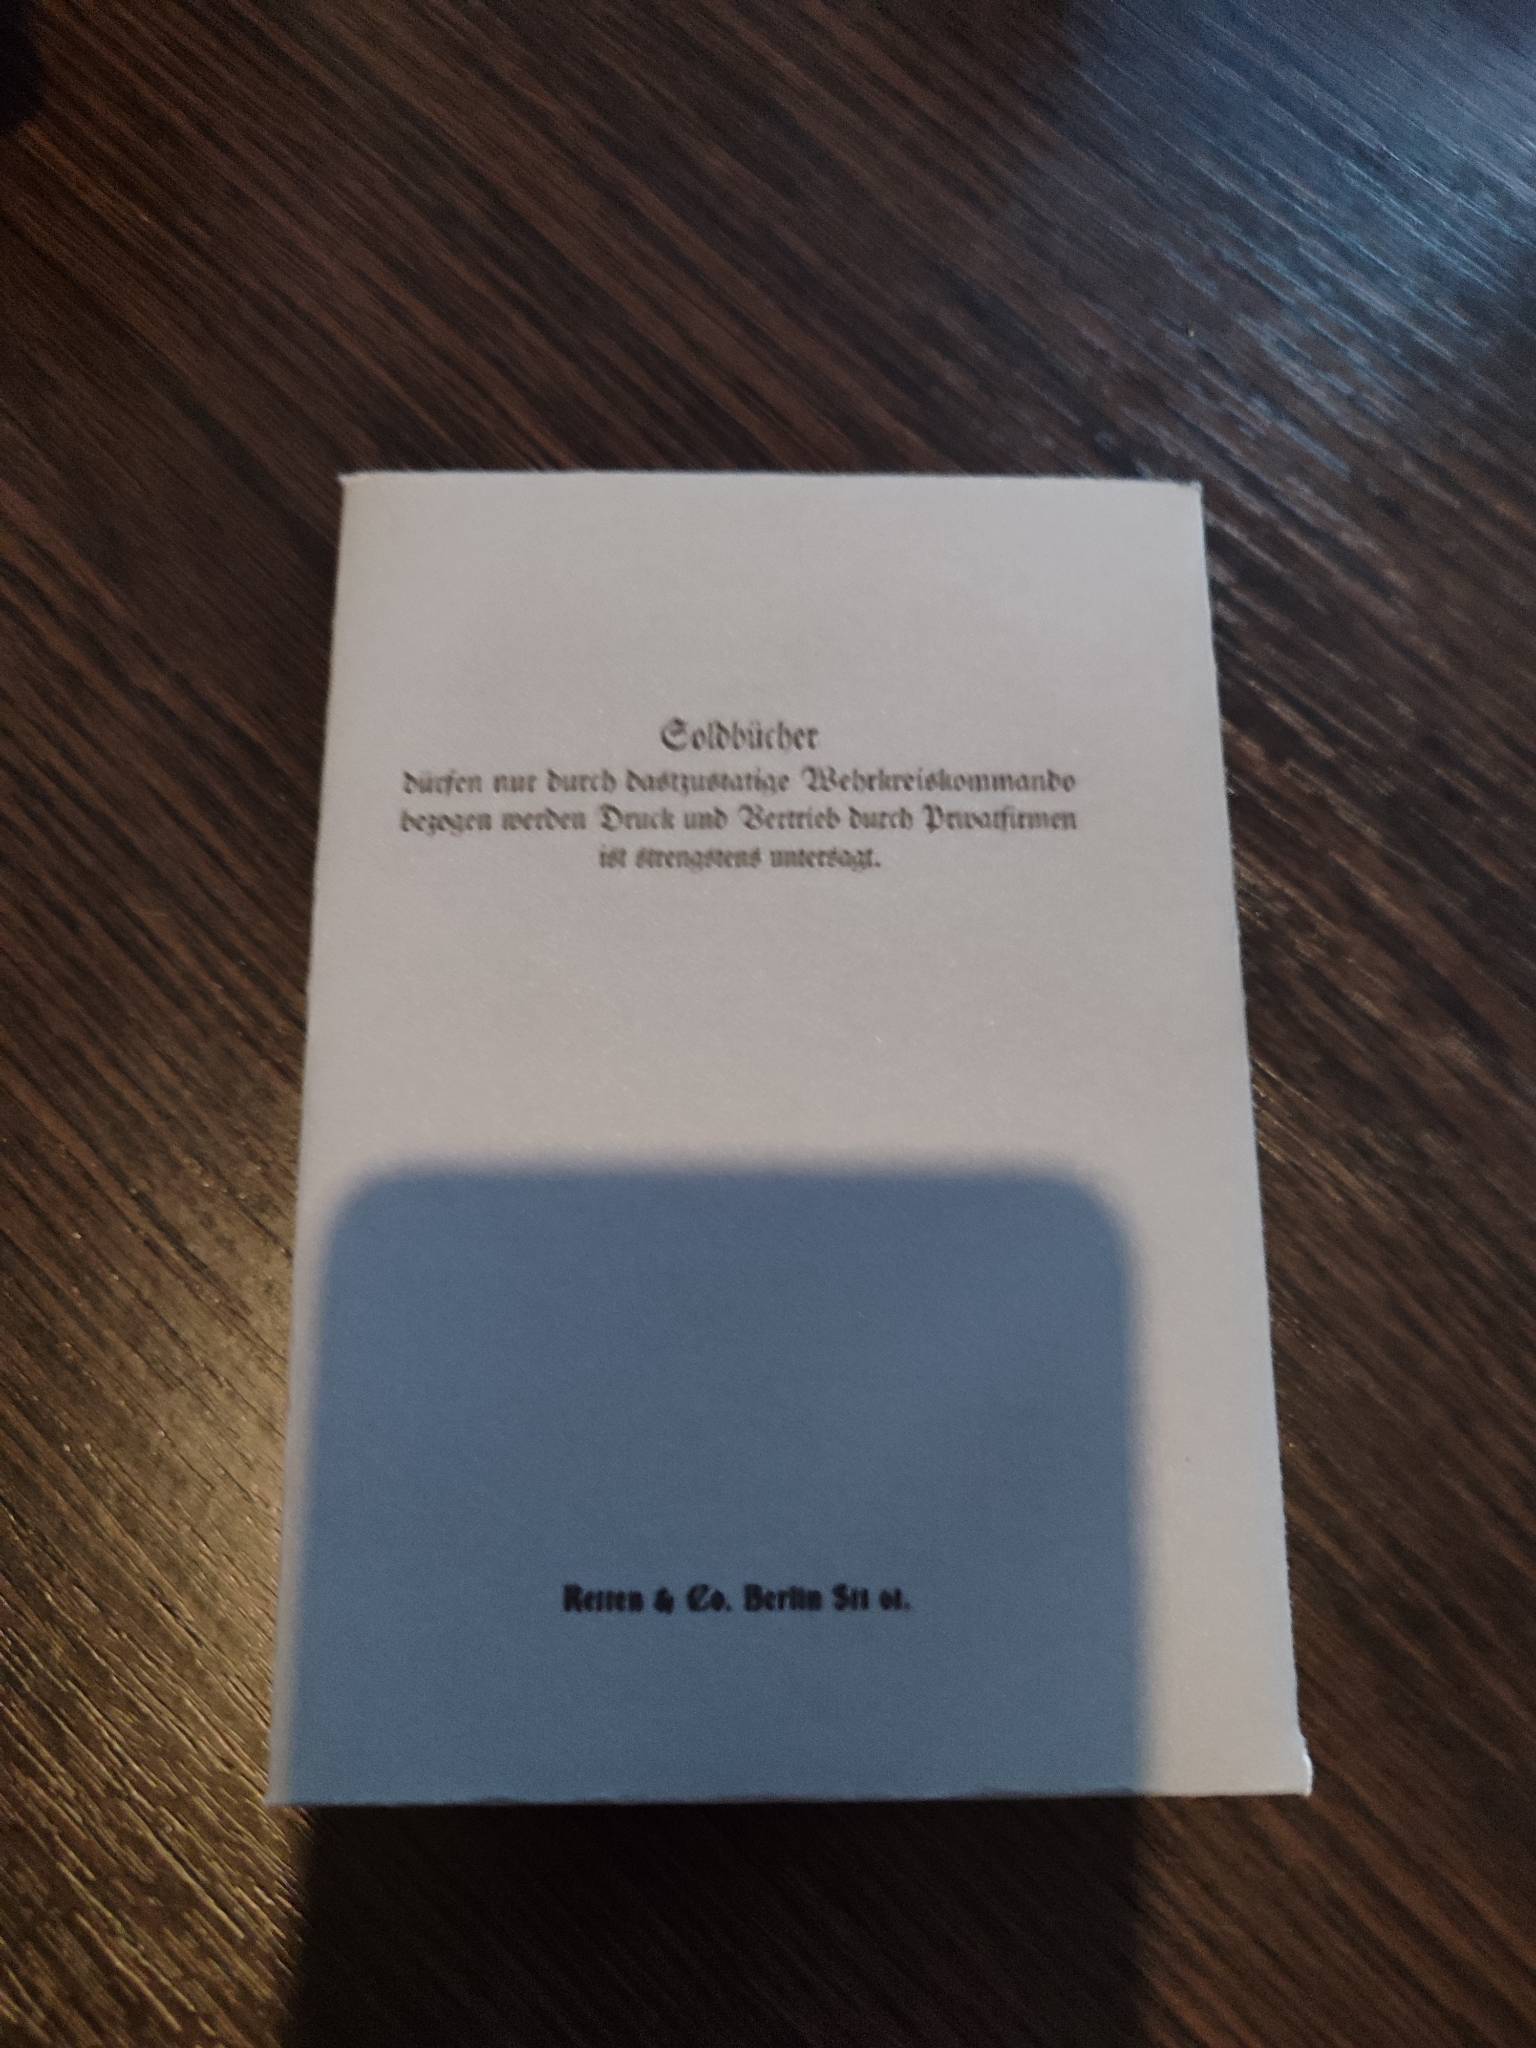 Soldbücher
dürfen nur durch dastzustatige Wehrkreiskommando
bezogen werden Druck und Vertrieb durch Privatfirmen
ist strengstens untersagt.
& Co. Berlin